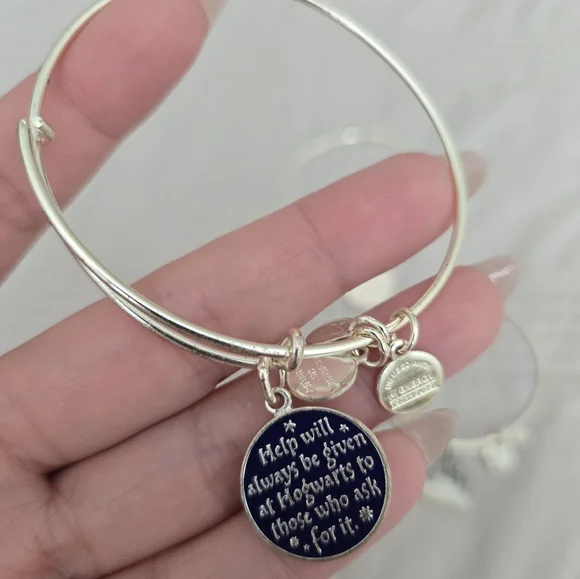 Help will
always be given
at Hogwarts to
those who ask
for it.